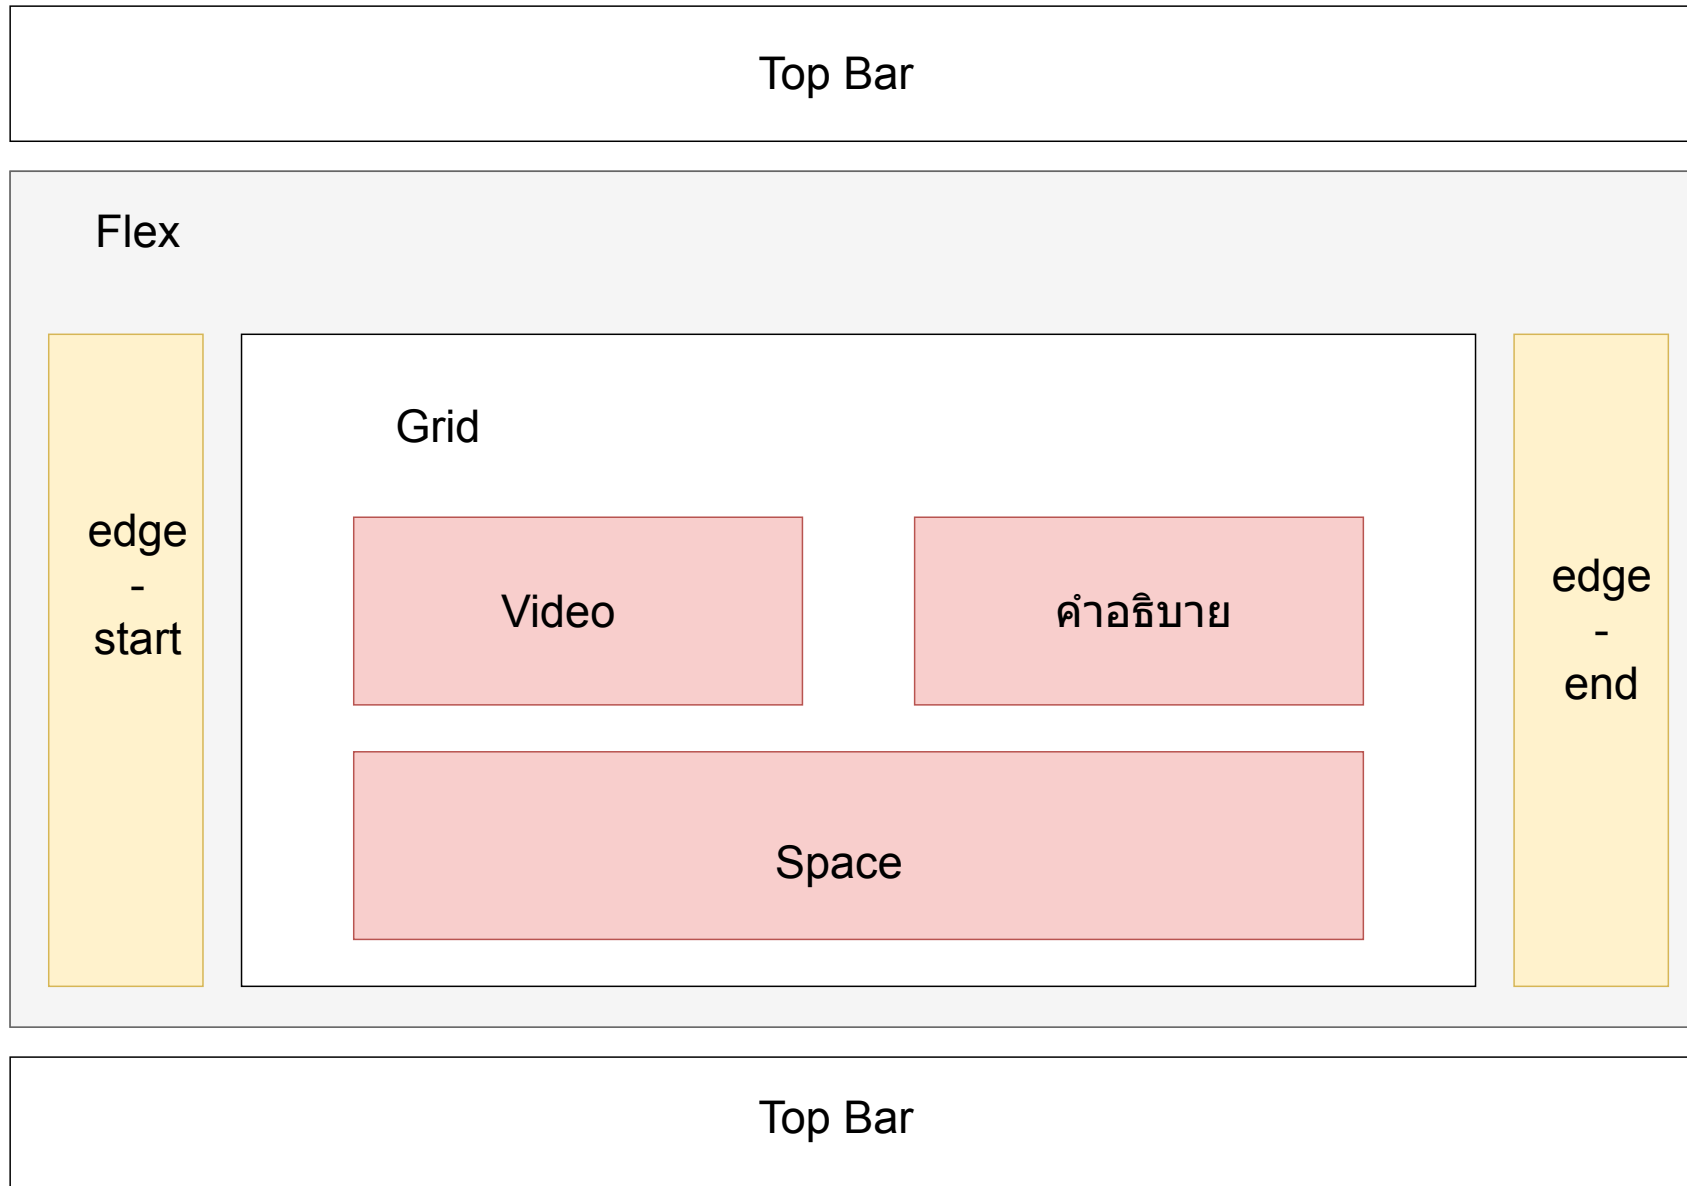 Top Bar
Flex
Grid
edge
-
start
Video
คำอธิบาย
edge
-
end
Space
Top Bar